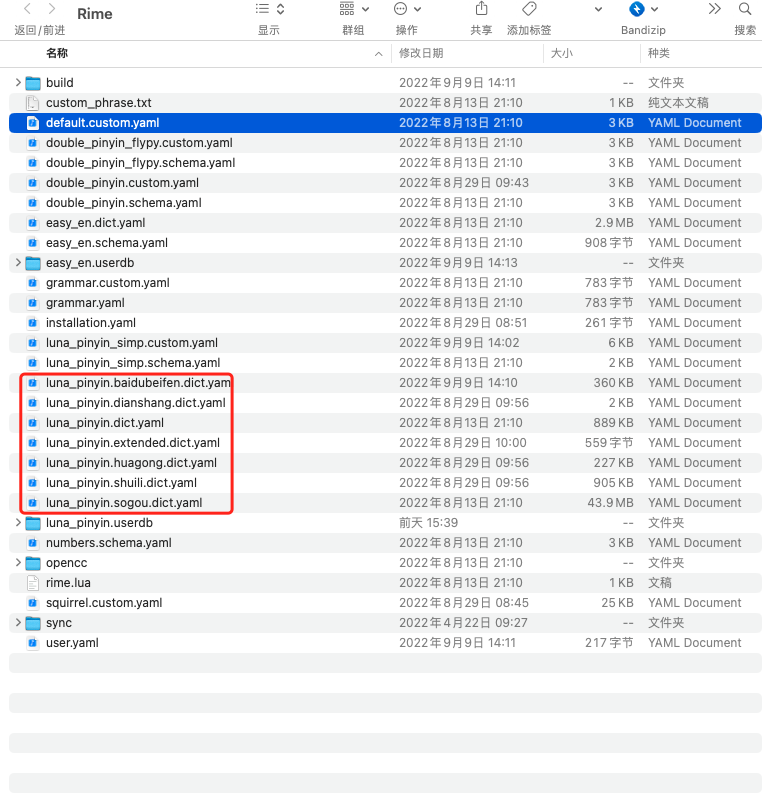 Rime
返回/前进 显示 群组 操作 共享 添加标签 Bandizip 搜索
名称 修改日期 大小 种类
build 2022年9月9日 14:11 -- 文件夹
custom_phrase.txt 2022年8月13日 21:10 1 KB 纯文本文稿
default.custom.yaml 2022年8月13日 21:10 3 KB YAML Document
double_pinyin_flypy.custom.yaml 2022年8月13日 21:10 3 KB YAML Document
double_pinyin_flypy.schema.yaml 2022年8月13日 21:10 3 KB YAML Document
double_pinyin.custom.yaml 2022年8月29日 09:43 3 KB YAML Document
double_pinyin.schema.yaml 2022年8月13日 21:10 3 KB YAML Document
easy_en.dict.yaml 2022年8月13日 21:10 2.9 MB YAML Document
easy_en.schema.yaml 2022年8月13日 21:10 908 字节 YAML Document
easy_en.userdb 2022年9月9日 14:13 -- 文件夹
grammar.custom.yaml 2022年8月13日 21:10 783 字节 YAML Document
grammar.yaml 2022年8月13日 21:10 783 字节 YAML Document
installation.yaml 2022年8月29日 08:51 261 字节 YAML Document
luna_pinyin_simp.custom.yaml 2022年9月9日 14:02 6 KB YAML Document
luna_pinyin_simp.schema.yaml 2022年8月13日 21:10 2 KB YAML Document
luna_pinyin.baidubeifen.dict.yam 2022年9月9日 14:10 360 KB YAML Document
luna_pinyin.dianshang.dict.yaml 2022年8月29日 09:56 2 KB YAML Document
luna_pinyin.dict.yaml 2022年8月13日 21:10 889 KB YAML Document
luna_pinyin.extended.dict.yaml 2022年8月29日 10:00 559 字节 YAML Document
luna_pinyin.huagong.dict.yaml 2022年8月29日 09:56 227 KB YAML Document
luna_pinyin.shuili.dict.yaml 2022年8月29日 09:56 905 KB YAML Document
luna_pinyin.sogou.dict.yaml 2022年8月13日 21:10 43.9 MB YAML Document
luna_pinyin.userdb 前天 15:39 -- 文件夹
numbers.schema.yaml 2022年8月13日 21:10 3 KB YAML Document
opencc 2022年8月13日 21:10 -- 文件夹
rime.lua 2022年8月13日 21:10 1 KB 文稿
squirrel.custom.yaml 2022年8月29日 08:45 25 KB YAML Document
sync 2022年4月22日 09:27 -- 文件夹
user.yaml 2022年9月9日 14:11 217 字节 YAML Document